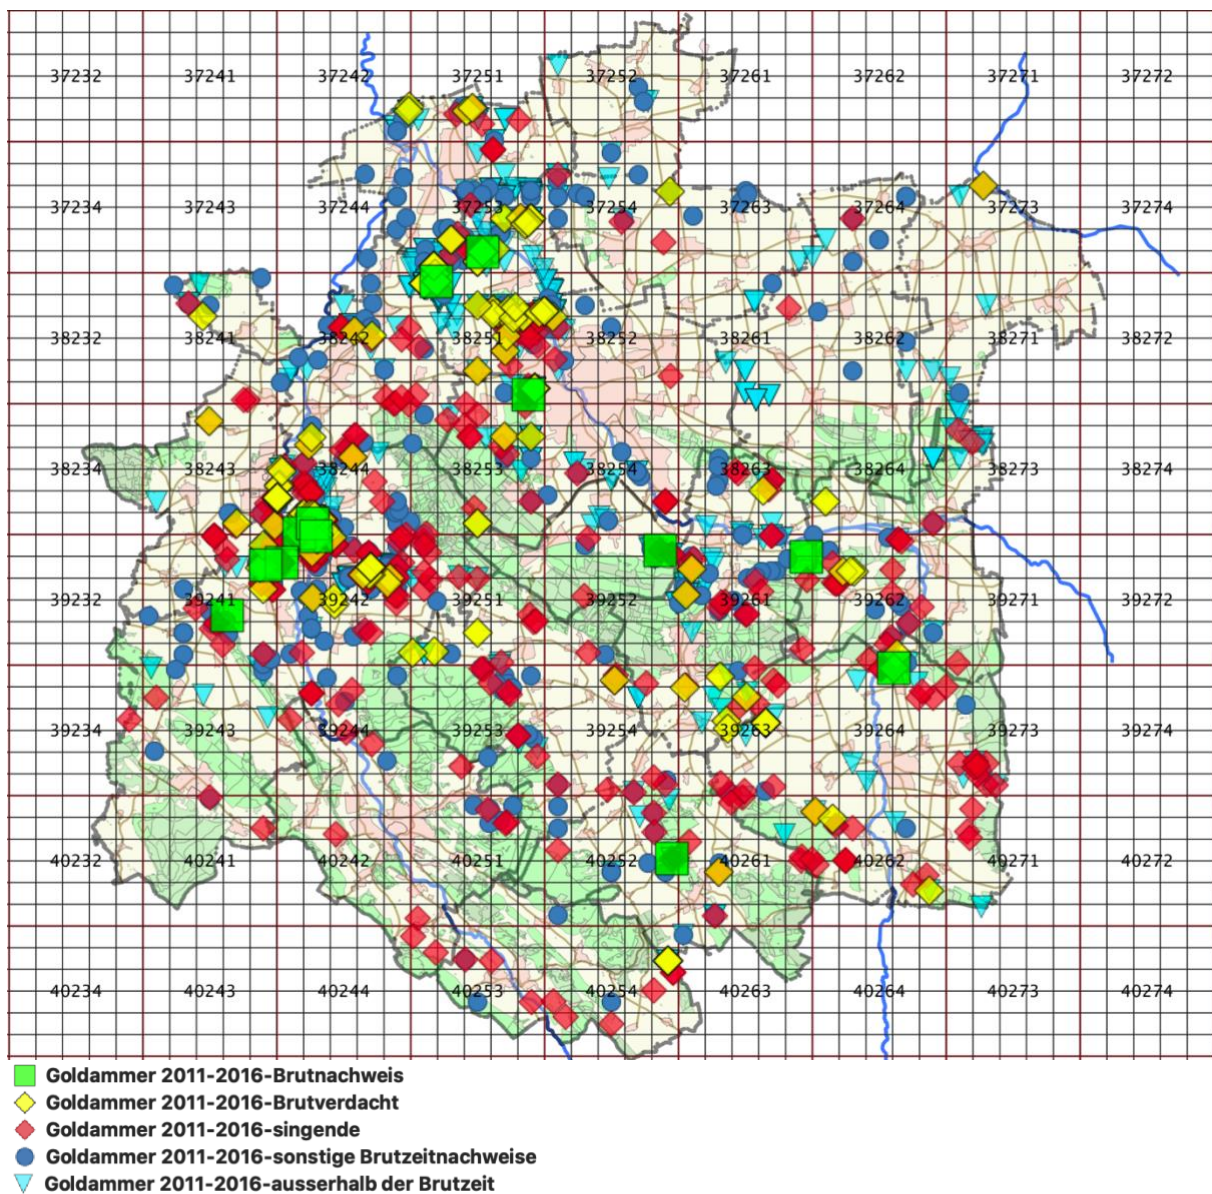 37232 37241 37242 37251 37252 37261 37262 37271 37272
37234 37243 37244 37253 37254 37263 37264 37273 37274
38232 38241 38242 38251 38252 38261 38262 38271 38272
38234 38243 38244 38253 38254 38263 38264 38273 38274
39232 39241 39242 39251 39252 39261 39262 39271 39272
39234 39243 39244 39253 39254 39263 39264 39273 39274
40232 40241 40242 40251 40252 40261 40262 40271 40272
40234 40243 40244 40253 40254 40263 40264 40273 40274
Goldammer 2011-2016-Brutnachweis
Goldammer 2011-2016-Brutverdacht
Goldammer 2011-2016-singende
Goldammer 2011-2016-sonstige Brutzeitnachweise
Goldammer 2011-2016-ausserhalb der Brutzeit